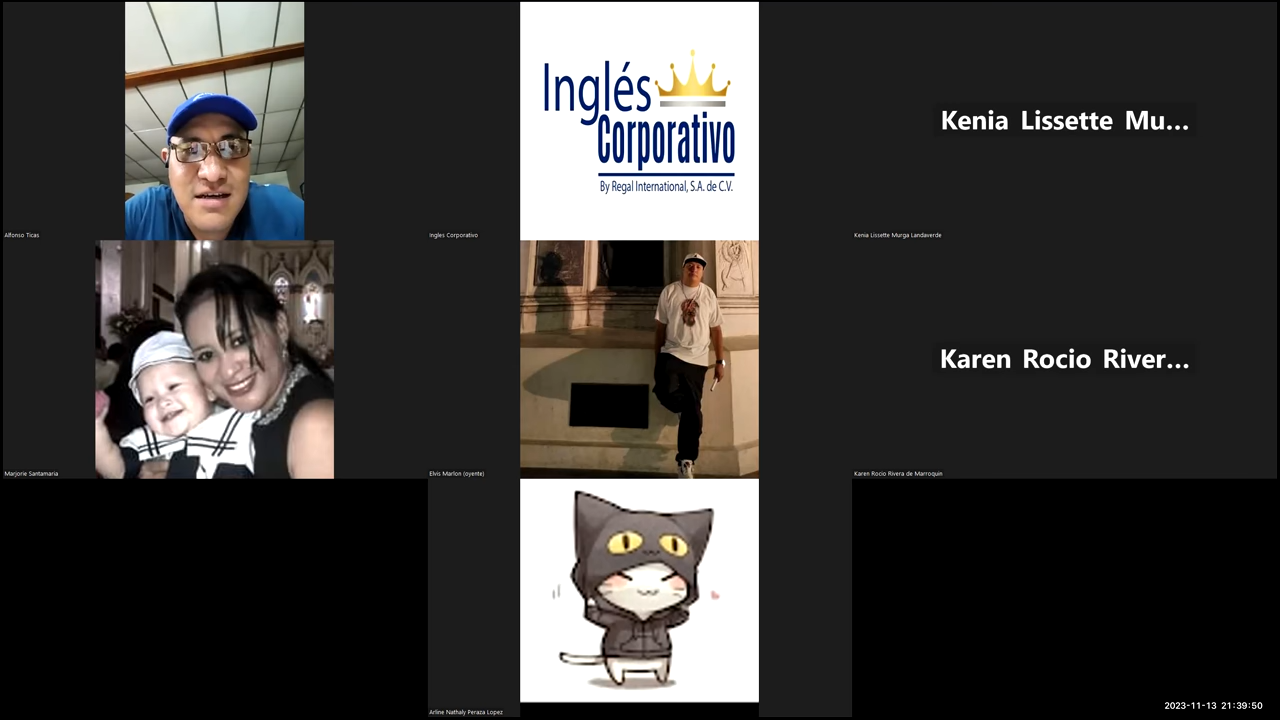 Inglés
Corporativo
By Regal International, S.A. de C.V.
Kenia Lissette Mu...
Alfonso Ticas
Ingles Corporativo
Kenia Lissette Murga Landaverde
Karen Rocio River...
Marjorie Santamaria
Elvis Marlon (oyente)
Karen Rocio Rivera de Marroquin
Arline Nathaly Peraza Lopez
2023-11-13 21:39:50